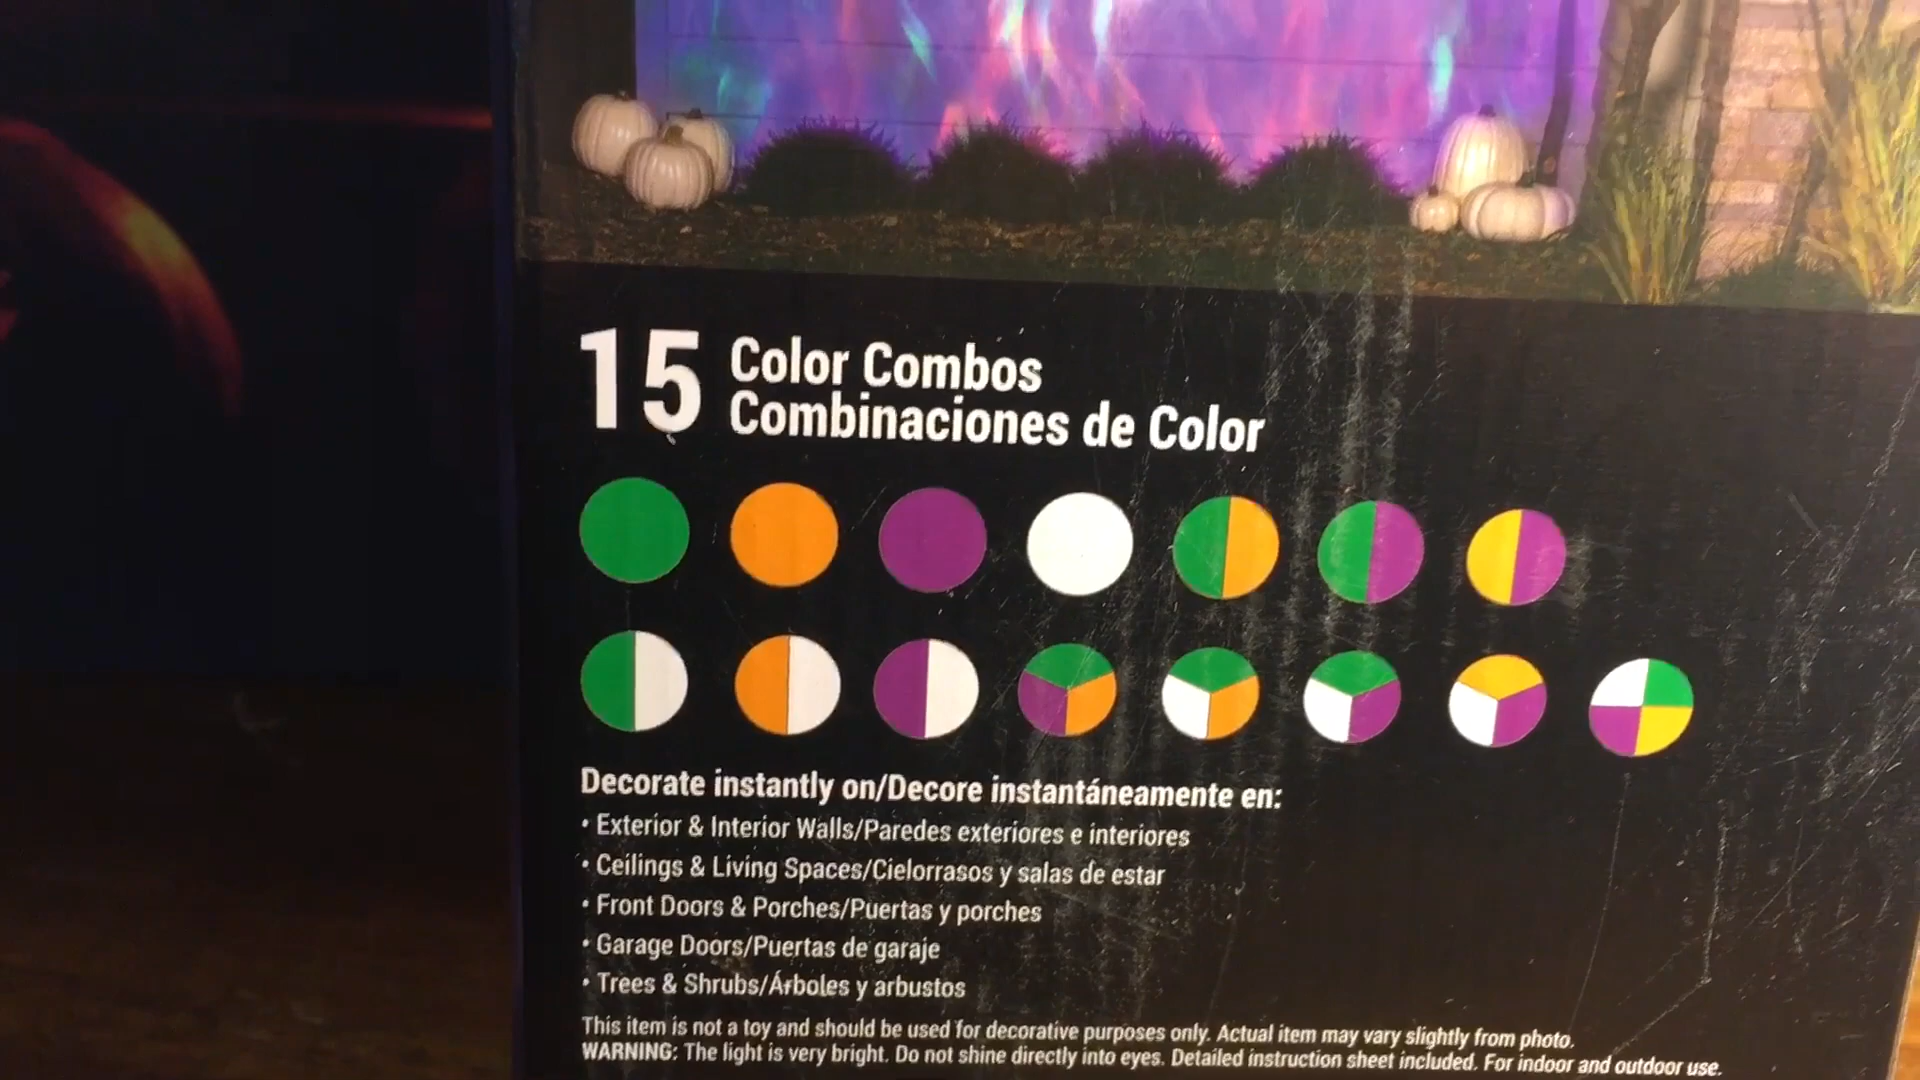 15 Color Combos
Combinaciones de Color
Decorate instantly on/Decore instantáneamente en:
• Exterior & Interior Walls/Paredes exteriores e interiores
• Ceilings & Living Spaces/Cielorrasos y salas de estar
• Front Doors & Porches/Puertas y porches
• Garage Doors/Puertas de garaje
• Trees & Shrubs/Árboles y arbustos
This item is not a toy and should be used for decorative purposes only. Actual item may vary slightly from photo.
WARNING: The light is very bright. Do not shine directly into eyes. Detailed instruction sheet included. For indoor and outdoor use.